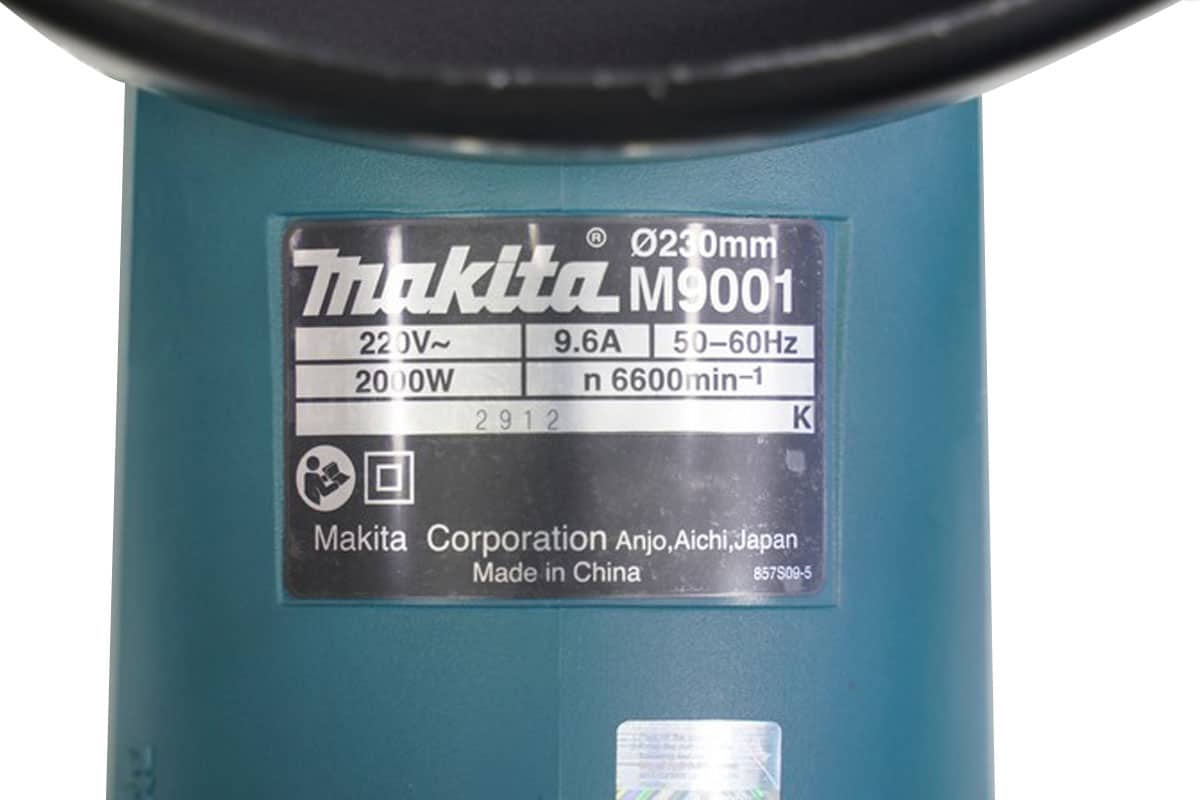 makita® Ø230mm
M9001
220V~ 9.6A 50–60Hz
2000W n 6600min⁻¹
2912 K
Makita Corporation Anjo,Aichi,Japan
Made in China 857S09-5